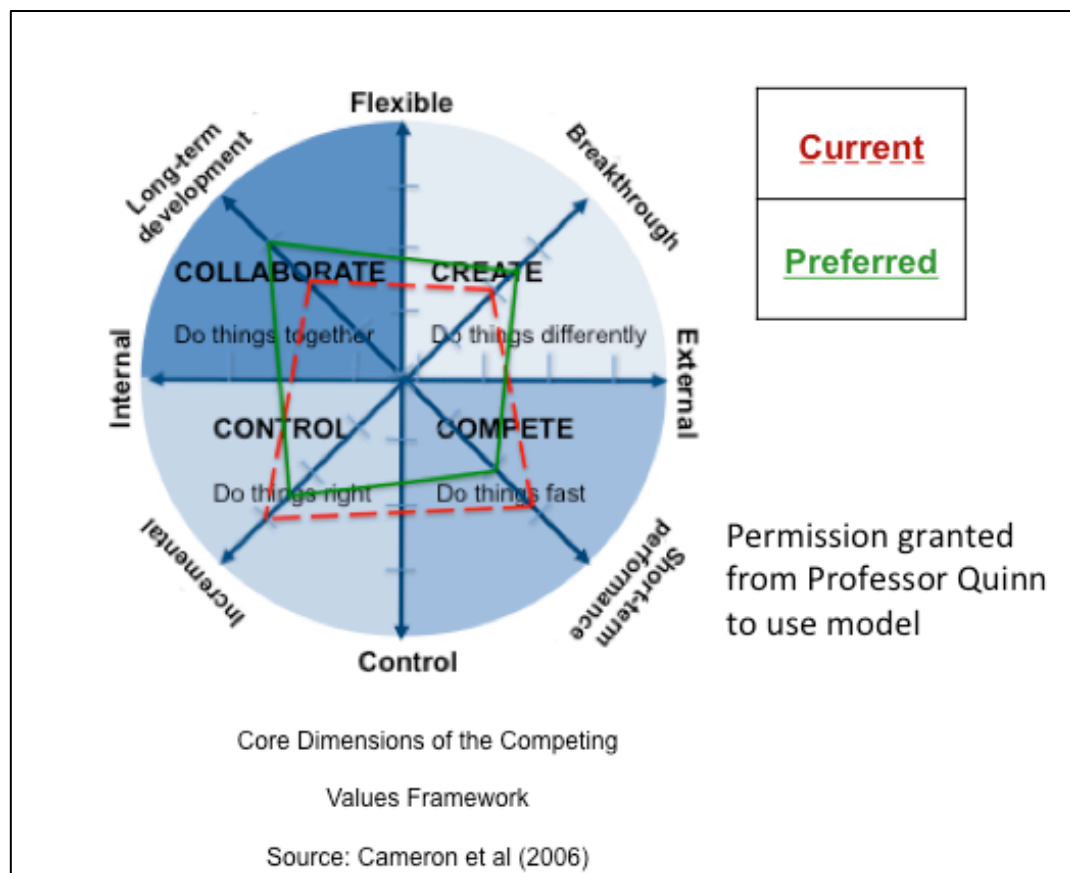 Flexible
Long-term
development
Breakthrough
Current
Preferred
COLLABORATE
CREATE
Do things together
Do things differently
Internal
External
CONTROL
COMPETE
Do things right
Do things fast
Incremental
Short-term
performance
Control
Permission granted
from Professor Quinn
to use model
Core Dimensions of the Competing
Values Framework
Source: Cameron et al (2006)